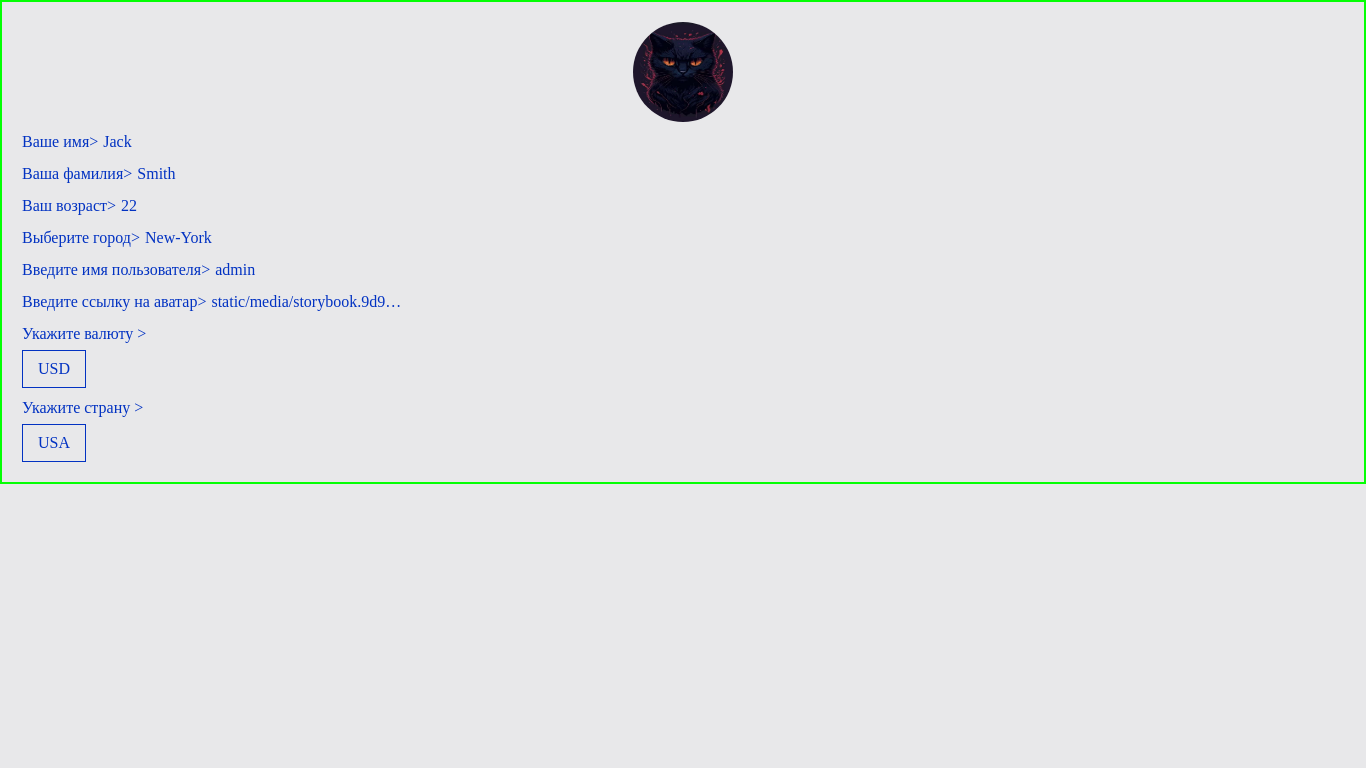 Ваше имя> Jack
Ваша фамилия> Smith
Ваш возраст> 22
Выберите город> New-York
Введите имя пользователя> admin
Введите ссылку на аватар> static/media/storybook.9d9…
Укажите валюту >
USD
Укажите страну >
USA